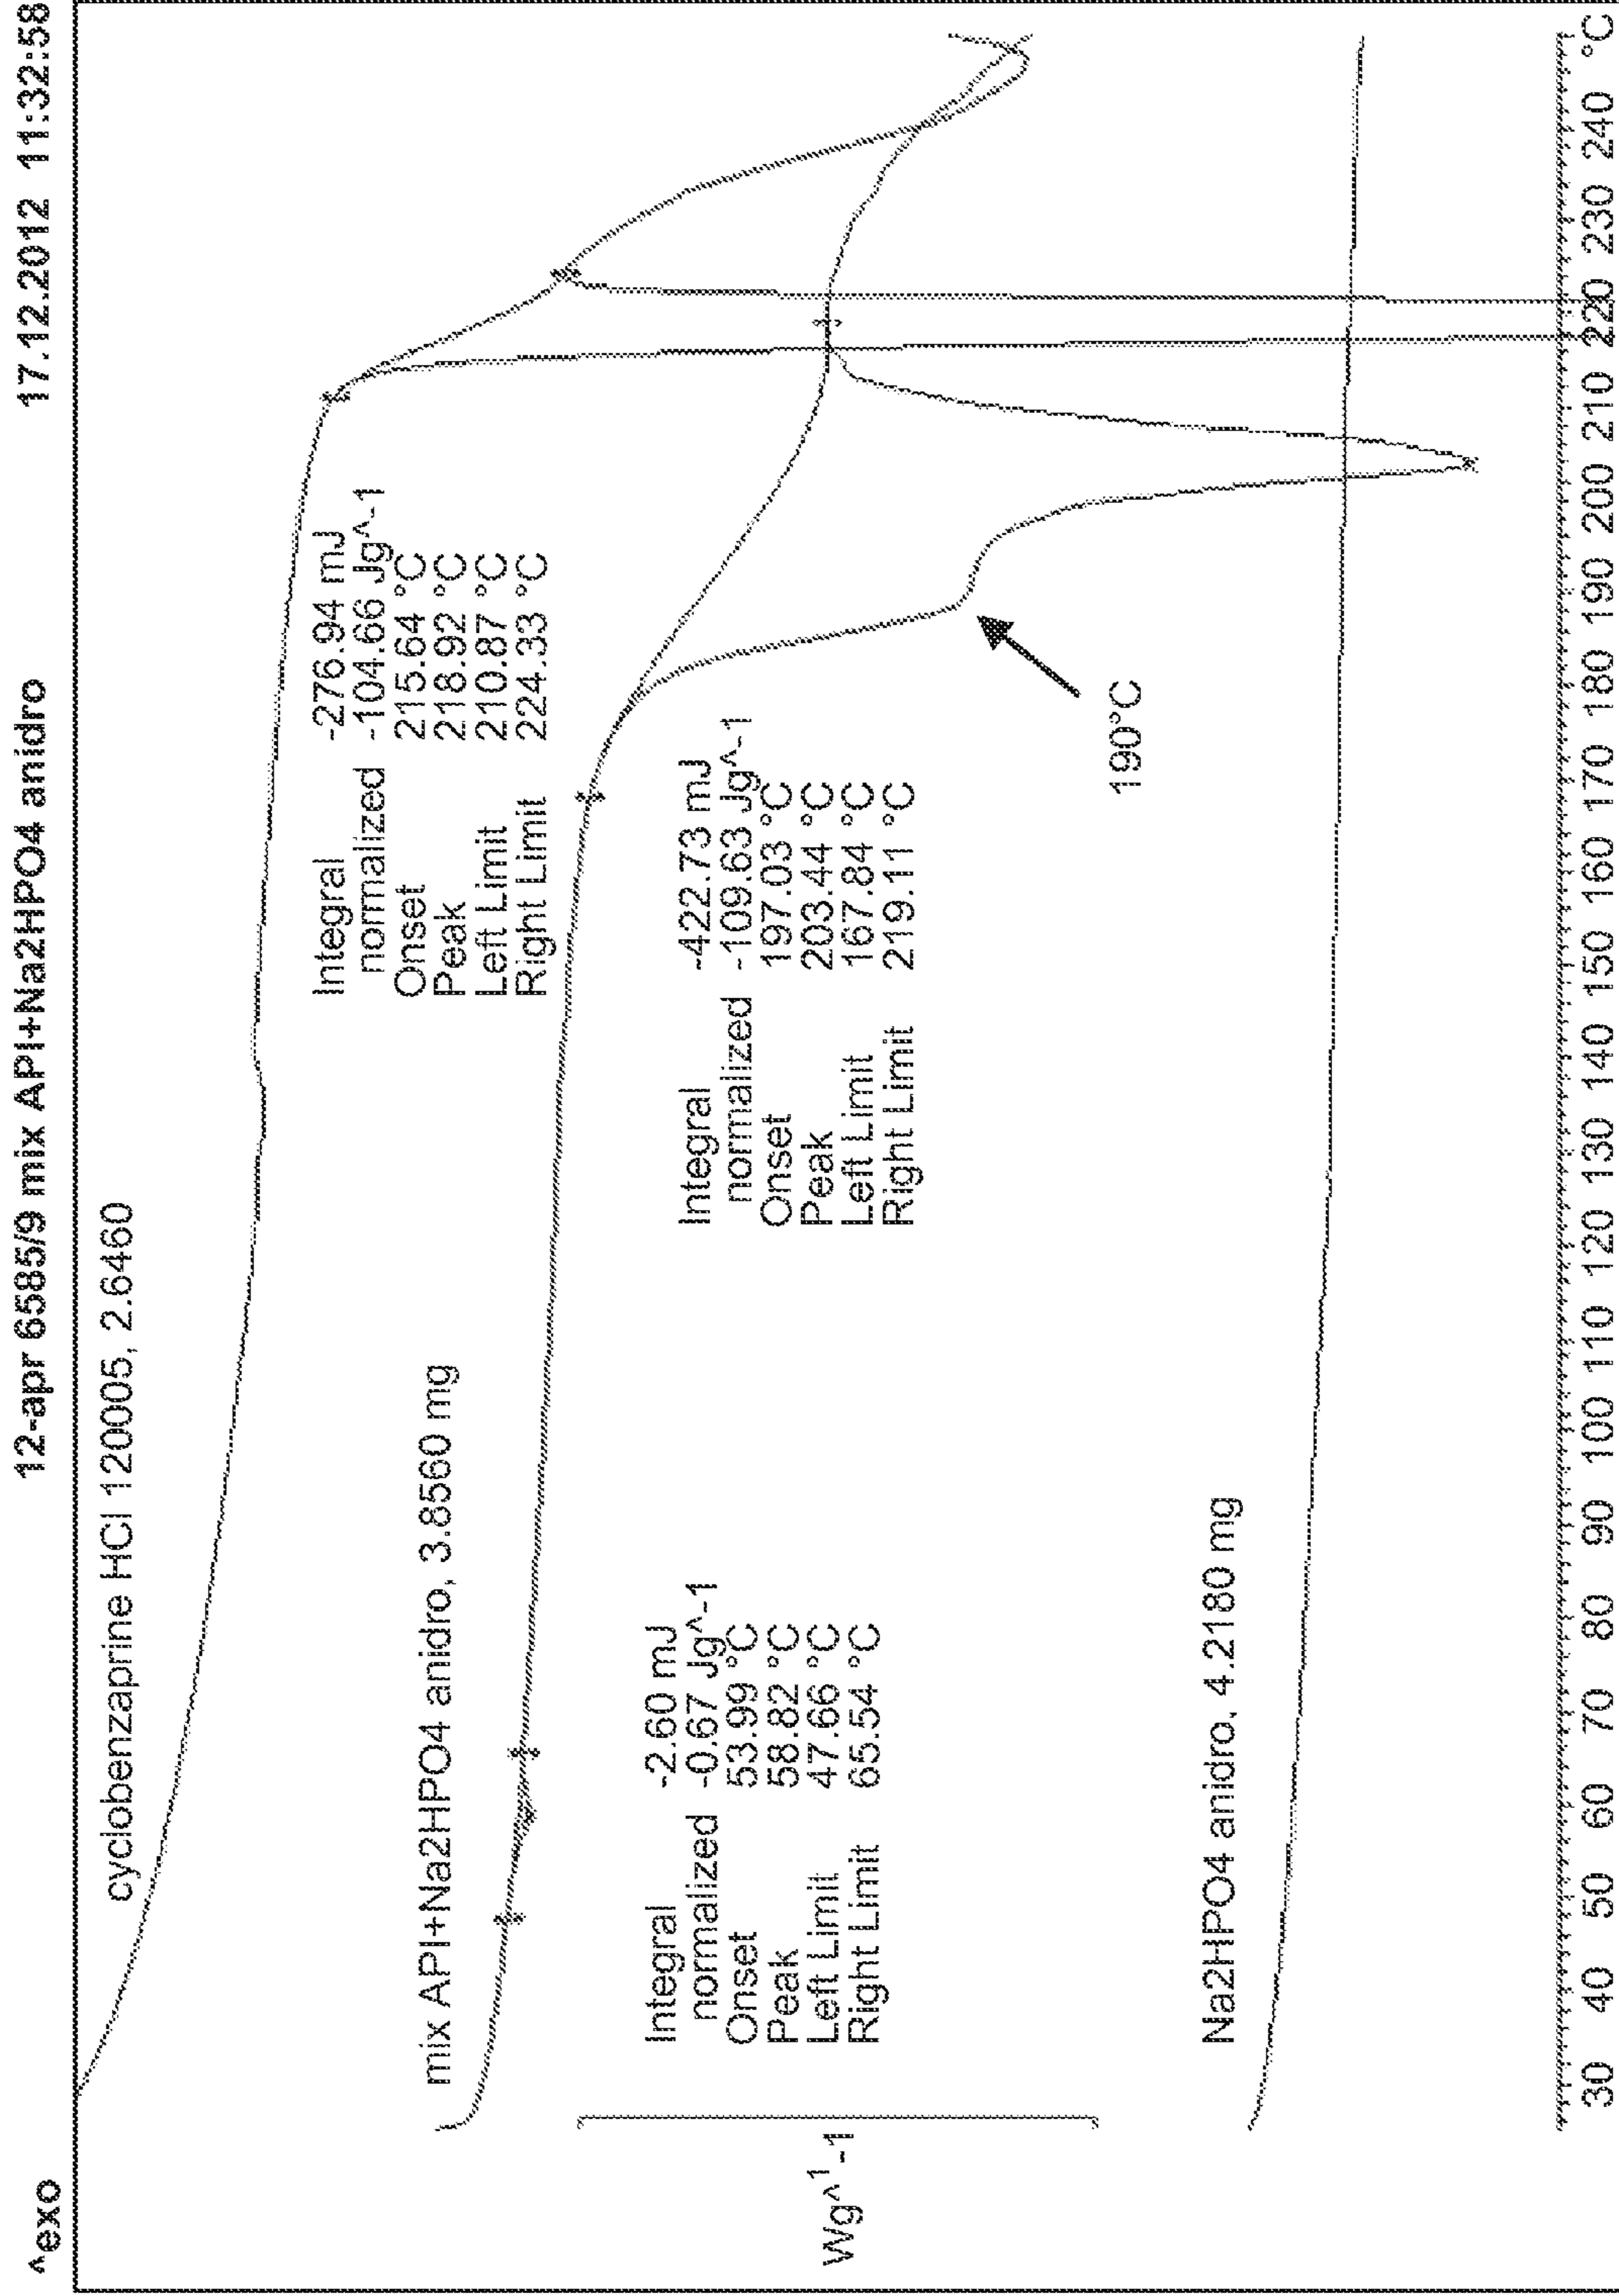 ^exo
12-apr 6585/9 mix API+Na2HPO4 anidro
17.12.2012 11:32:58
cyclobenzaprine HCl 12005, 2.6460
Integral -276.94 mJ
normalized -104.66 Jg^-1
Onset 215.64 °C
Peak 218.92 °C
Left Limit 210.87 °C
Right Limit 224.33 °C
mix API+Na2HPO4 anidro, 3.8560 mg
Integral -2.60 mJ
normalized -0.67 Jg^-1
Onset 53.99 °C
Peak 58.82 °C
Left Limit 47.66 °C
Right Limit 65.54 °C
Integral -422.73 mJ
normalized -109.63 Jg^-1
Onset 197.03 °C
Peak 203.44 °C
Left Limit 167.84 °C
Right Limit 219.11 °C
Wg^1-1
190°C
Na2HPO4 anidro, 4.2180 mg
30 40 50 60 70 80 90 100 110 120 130 140 150 160 170 180 190 200 210 220 230 240 °C